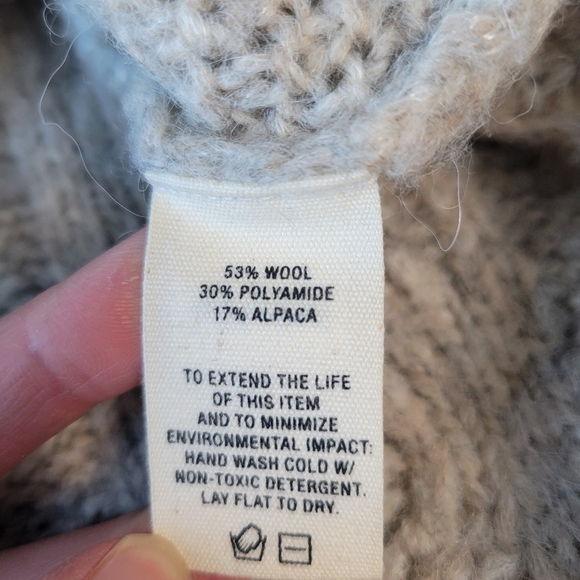 53% WOOL
30% POLYAMIDE
17% ALPACA
TO EXTEND THE LIFE
OF THIS ITEM
AND TO MINIMIZE
ENVIRONMENTAL IMPACT:
HAND WASH COLD W/
NON-TOXIC DETERGENT.
LAY FLAT TO DRY.